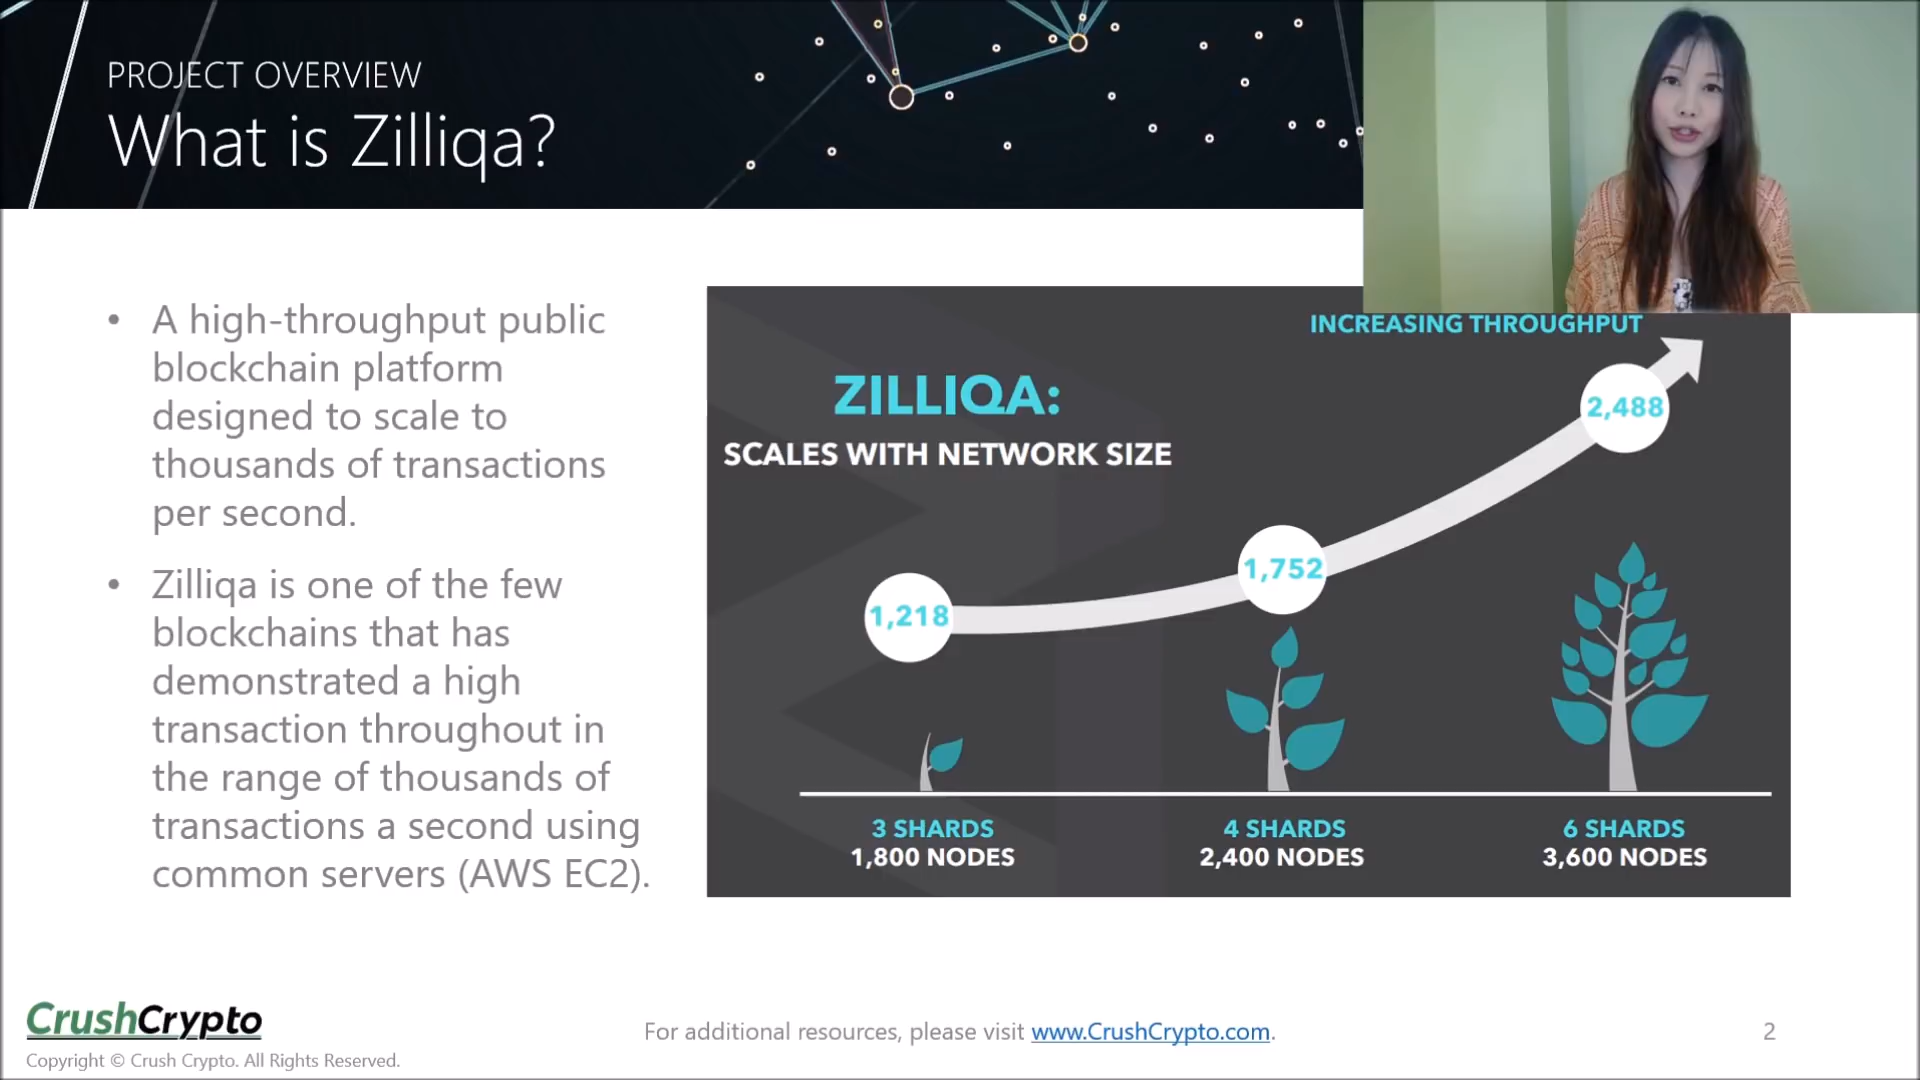 PROJECT OVERVIEW
What is Zilliqa?
• A high-throughput public
blockchain platform
designed to scale to
thousands of transactions
per second.
• Zilliqa is one of the few
blockchains that has
demonstrated a high
transaction throughout in
the range of thousands of
transactions a second using
common servers (AWS EC2).
INCREASING THROUGHPUT
ZILLIQA:
SCALES WITH NETWORK SIZE
2,488
1,752
1,218
3 SHARDS
1,800 NODES
4 SHARDS
2,400 NODES
6 SHARDS
3,600 NODES
CrushCrypto
Copyright © Crush Crypto. All Rights Reserved.
For additional resources, please visit www.CrushCrypto.com.
2